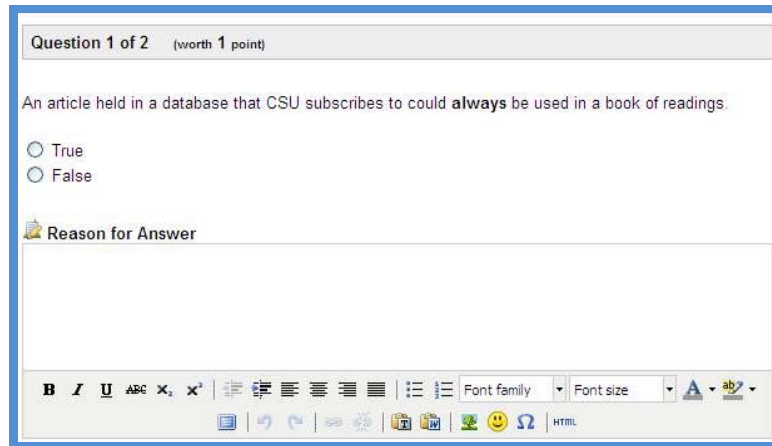 Question 1 of 2 (worth 1 point)
An article held in a database that CSU subscribes to could always be used in a book of readings.
True
False
Reason for Answer
B I U ABC X₂ X² Font family Font size A ab
T W Ω HTML